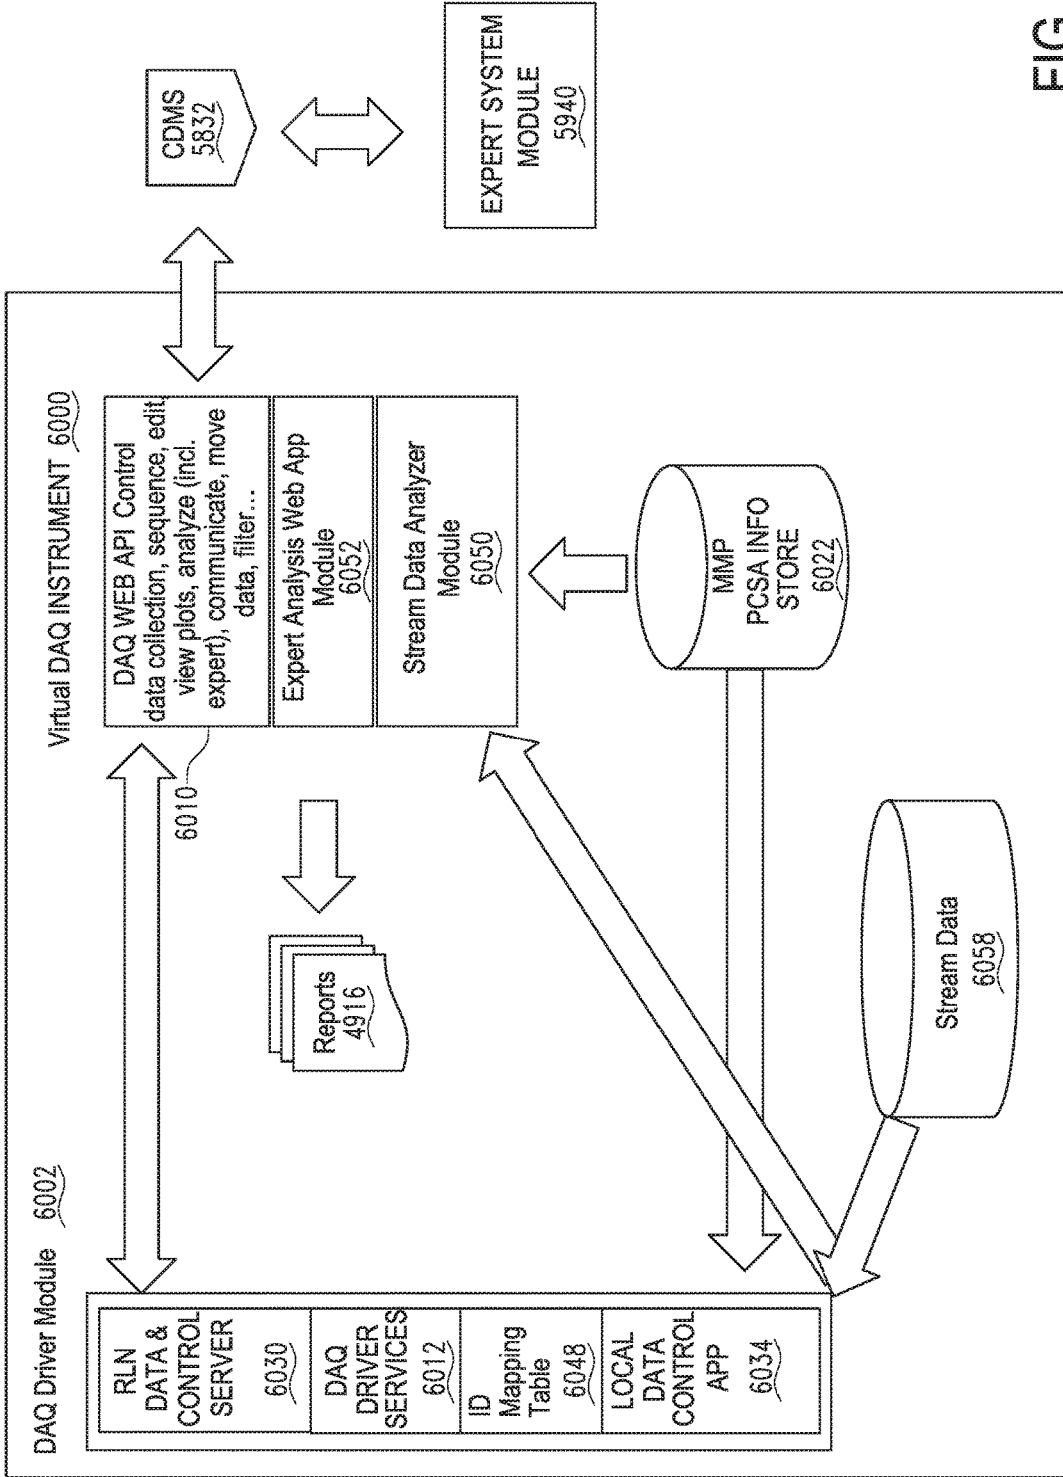 DAQ Driver Module 6002
RLN
DATA &
CONTROL
SERVER
6030
DAQ
DRIVER
SERVICES
6012
ID
Mapping
Table
6048
LOCAL
DATA
CONTROL
APP
6034
Virtual DAQ INSTRUMENT 6000
DAQ WEB API Control
data collection, sequence, edit,
view plots, analyze (incl.
expert), communicate, move
data, filter...
6010
Expert Analysis Web App
Module
6052
Stream Data Analyzer
Module
6050
Reports
4916
MMP
PCSA INFO
STORE
6022
Stream Data
6058
CDMS
5832
EXPERT SYSTEM
MODULE
5940
FIG